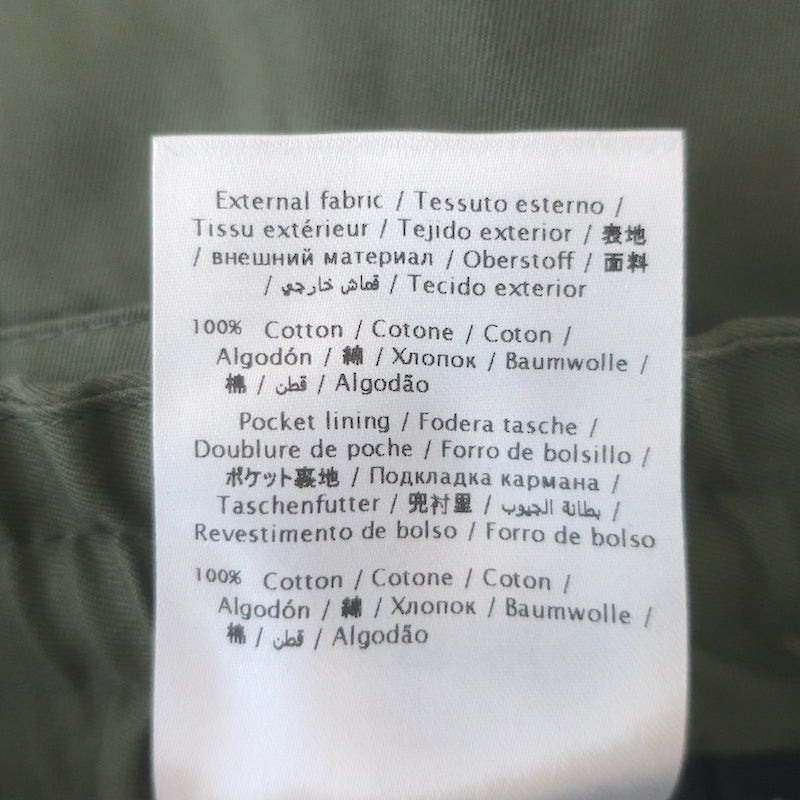 External fabric / Tessuto esterno /
Tissu extérieur / Tejido exterior / 表地
/ внешний материал / Oberstoff / 面料
/ قماش خارجي / Tecido exterior
100% Cotton / Cotone / Coton /
Algodón / 綿 / Хлопок / Baumwolle /
棉 / قطن / Algodão
Pocket lining / Fodera tasche /
Doublure de poche / Forro de bolsillo /
ポケット裏地 / Подкладка кармана /
Taschenfutter / 兜衬里 / بطانة الجيوب /
Revestimento de bolso / Forro de bolso
100% Cotton / Cotone / Coton /
Algodón / 綿 / Хлопок / Baumwolle /
棉 / قطن / Algodão